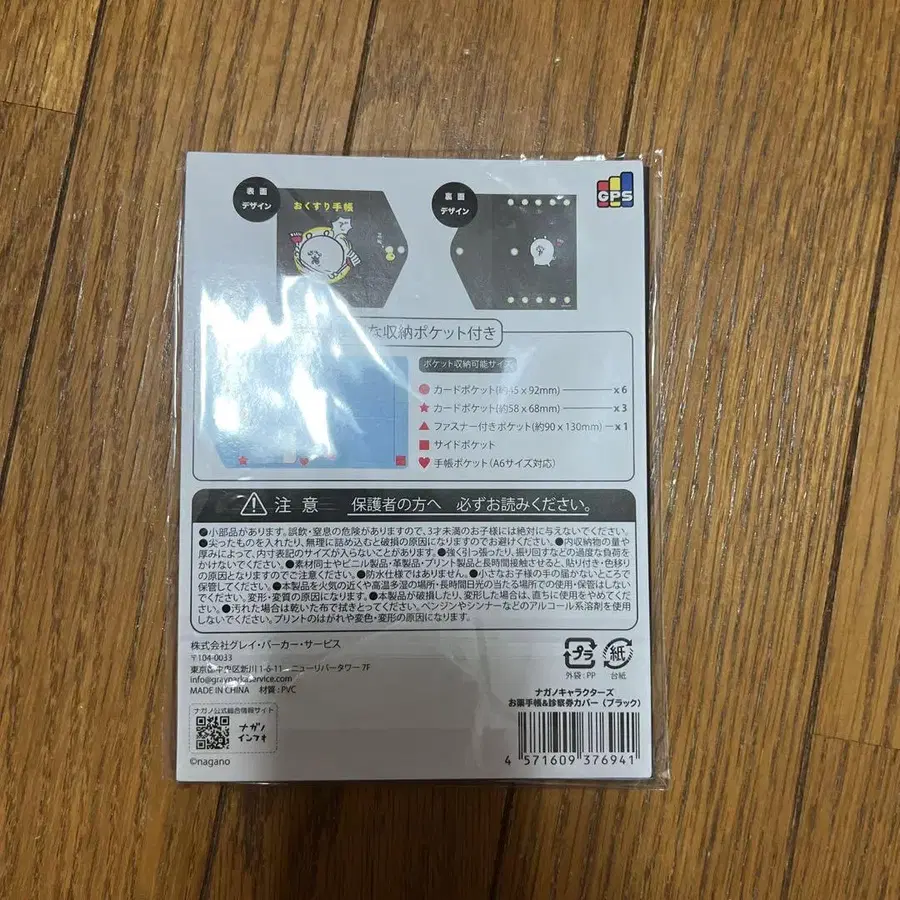 表面
デザイン
おくすり手帳
裏面
デザイン
GPS
な収納ポケット付き
ポケット収納可能サイズ
カードポケット(約45 x 92mm) x 6
★ カードポケット(約58 x 68mm) x 3
▲ ファスナー付きポケット(約90 x 130mm) x 1
■ サイドポケット
♥ 手帳ポケット(A6サイズ対応)
注意 保護者の方へ 必ずお読みください。
●小部品があります。誤飲・窒息の危険がありますので、3才未満のお子様には絶対に与えないでください。
●尖ったものを入れたり、無理に詰め込むと破損の原因になりますのでお避けください。●内収納物の量や
厚みによって、内寸表記のサイズが入らないことがあります。●強く引っ張ったり、振り回すなどの過度な負荷を
かけないでください。●素材同士やビニル製品・革製品・プリント製品と長時間接触させると、貼り付き・色移り
の原因となりますのでご注意ください。●防水仕様ではありません。●小さなお子様の手の届かないところで
保管してください。●本製品を火気の近くや高温多湿の場所・長時間日光の当たる場所での使用・保管はしない
でください。変形・変質の原因になります。●本製品が破損したり、変形した場合は、直ちに使用をやめてください。
●汚れた場合は乾いた布で拭きとってください。ベンジンやシンナーなどのアルコール系溶剤を使用
しないでください。プリントのはがれや変色・変形の原因になります。
株式会社グレイ・パーカー・サービス
〒104-0033
東京都中央区新川1-6-11 ニューリバータワー 7F
info@grayparkaservice.com
MADE IN CHINA 材質:PVC
プラ
外袋:PP
紙
台紙
ナガノ公式総合情報サイト
ナガノ
インフォ
©nagano
ナガノキャラクターズ
お薬手帳&診察券カバー(ブラック)
4 571609 376941